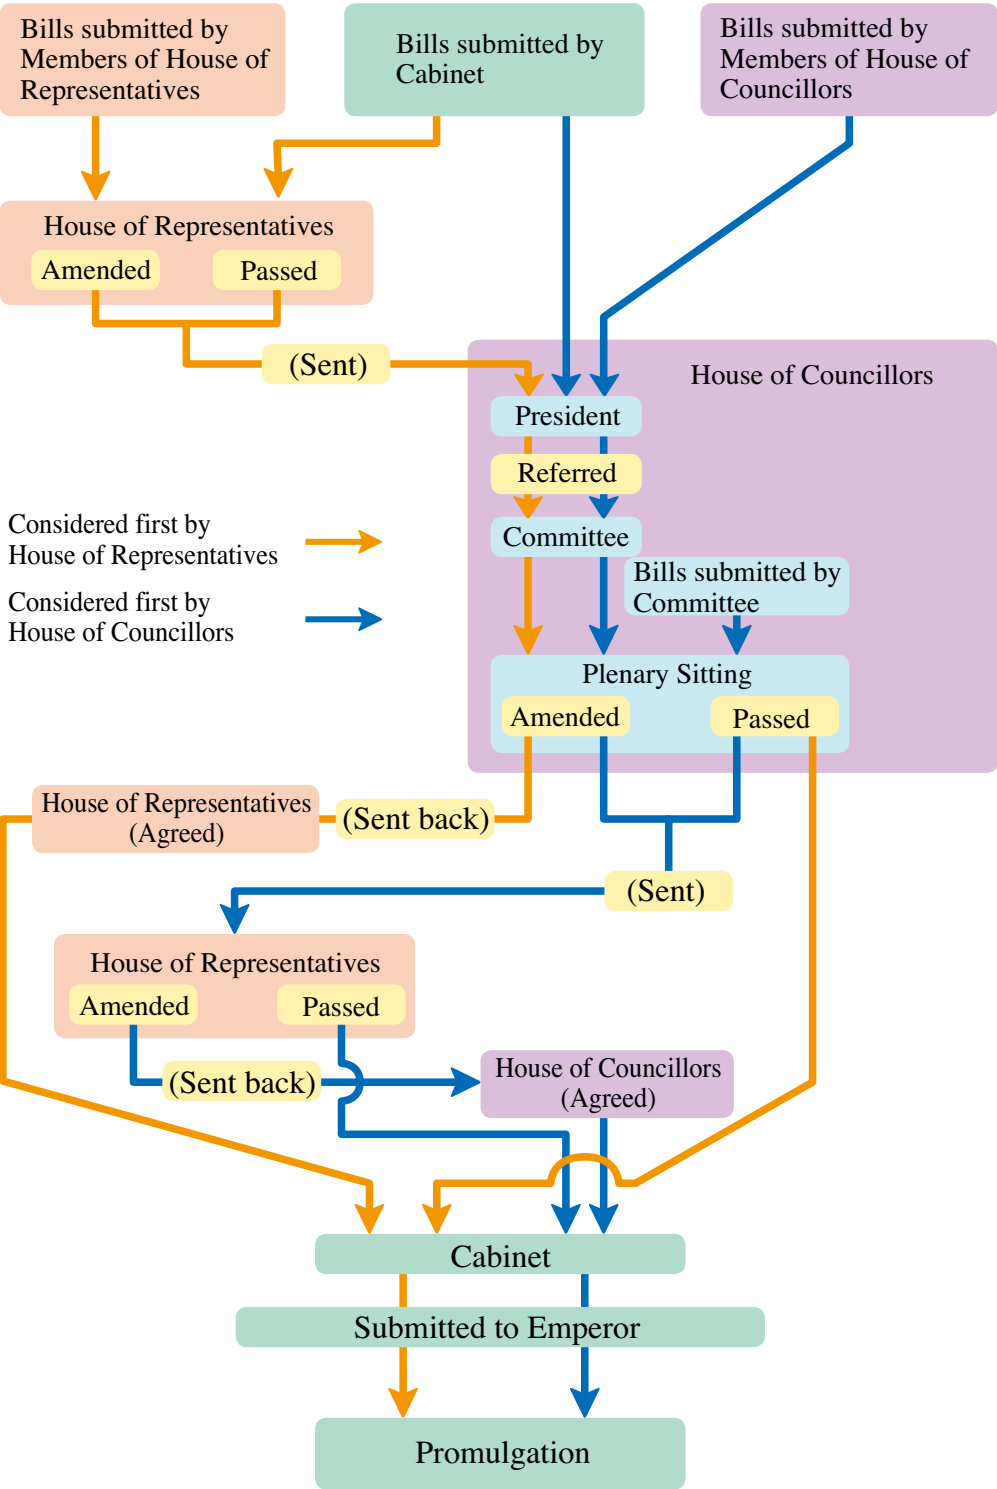 Bills submitted by
Members of House of
Representatives
Bills submitted by
Cabinet
Bills submitted by
Members of House of
Councillors
House of Representatives
Amended
Passed
(Sent)
House of Councillors
President
Referred
Committee
Considered first by
House of Representatives
Considered first by
House of Councillors
Bills submitted by
Committee
Plenary Sitting
Amended
Passed
House of Representatives
(Agreed)
(Sent back)
(Sent)
House of Representatives
Amended
Passed
(Sent back)
House of Councillors
(Agreed)
Cabinet
Submitted to Emperor
Promulgation